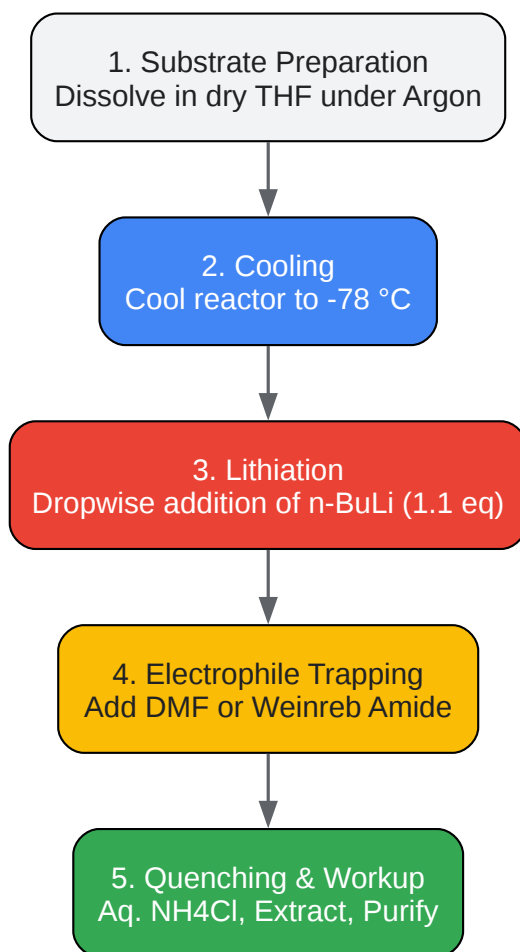 1. Substrate Preparation
Dissolve in dry THF under Argon
2. Cooling
Cool reactor to -78 °C
3. Lithiation
Dropwise addition of n-BuLi (1.1 eq)
4. Electrophile Trapping
Add DMF or Weinreb Amide
5. Quenching & Workup
Aq. NH4Cl, Extract, Purify